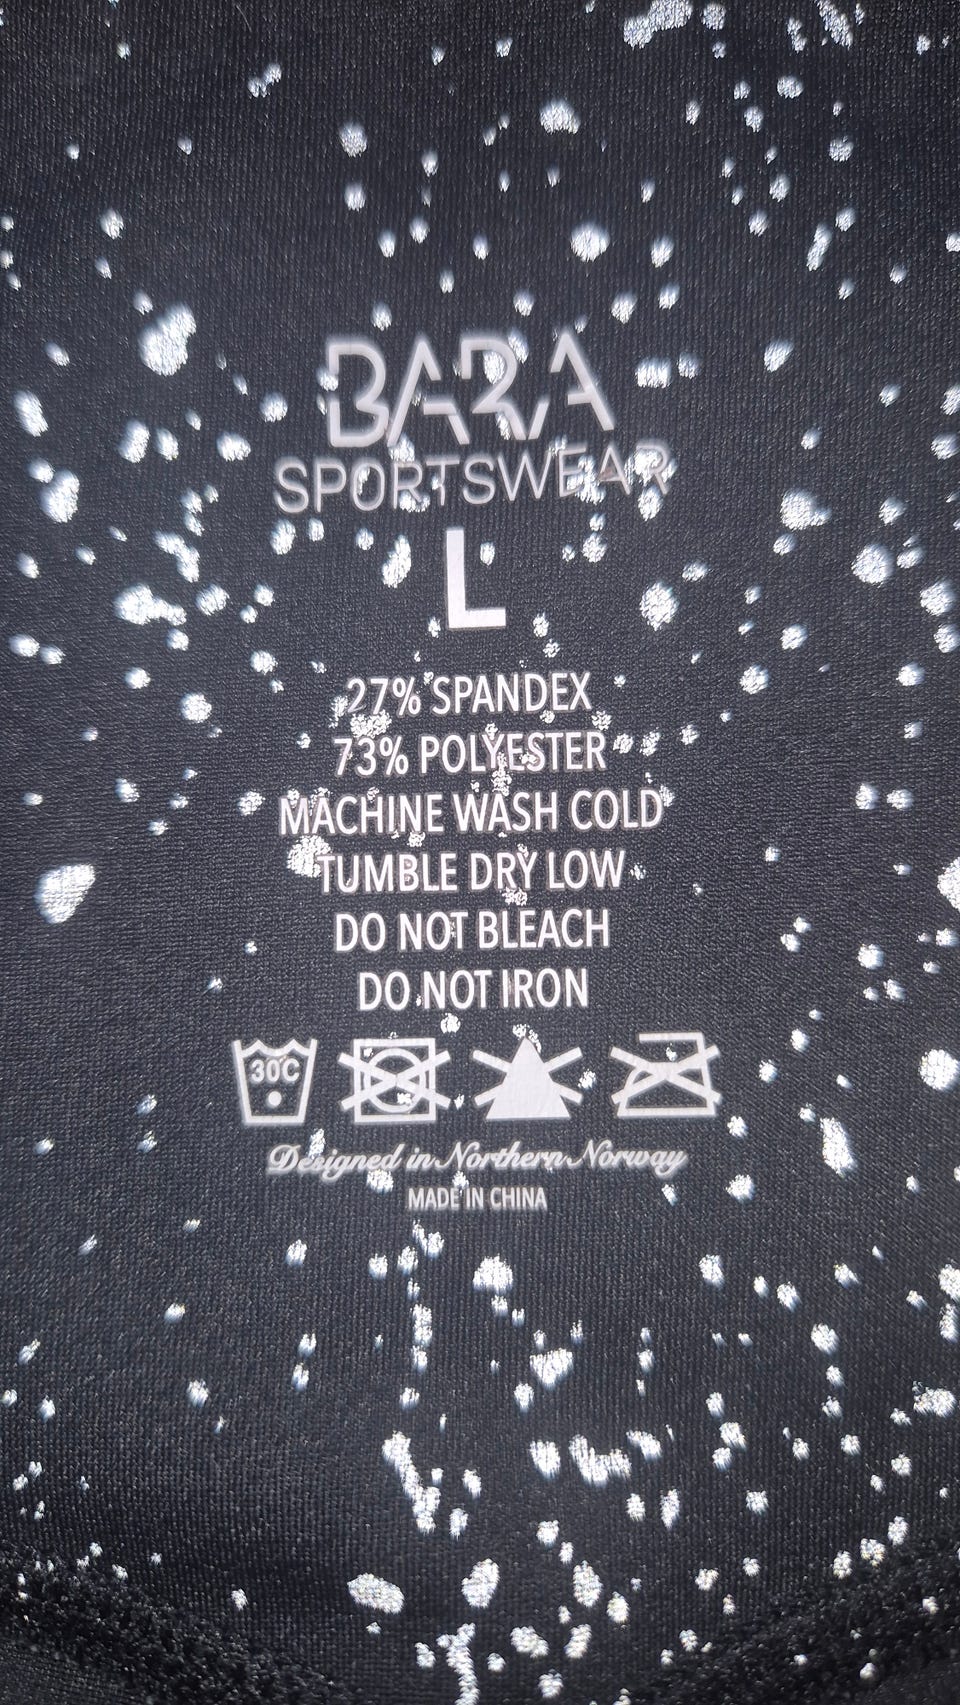 BARA
SPORTSWEAR
L
27% SPANDEX
73% POLYESTER
MACHINE WASH COLD
TUMBLE DRY LOW
DO NOT BLEACH
DO NOT IRON
30C
Designed in Northern Norway
MADE IN CHINA